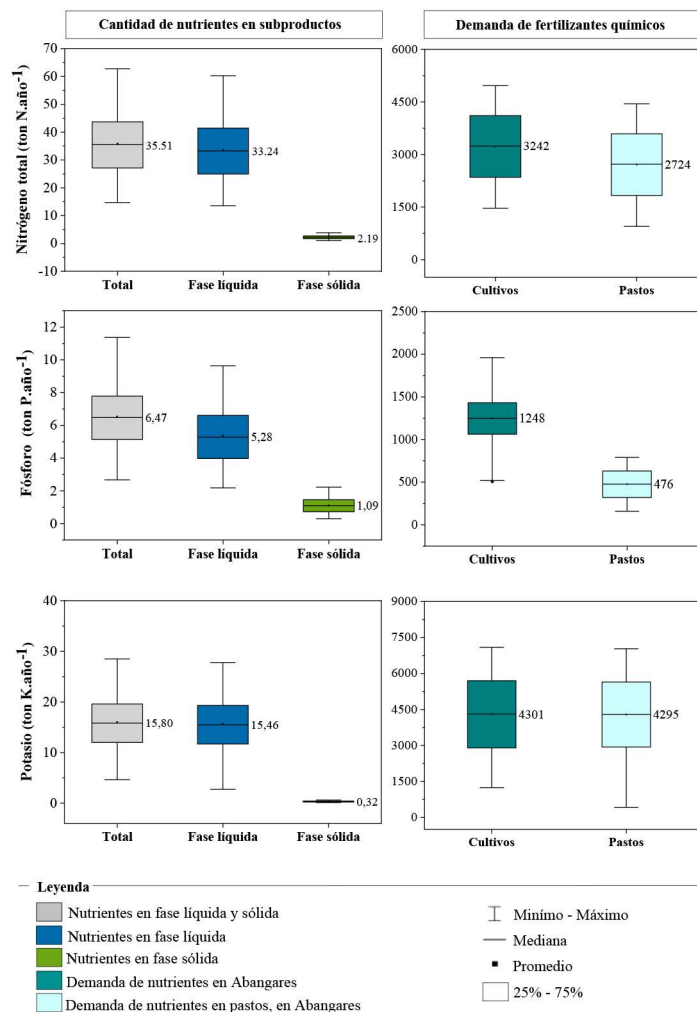 Cantidad de nutrientes en subproductos
Demanda de fertilizantes químicos
Nitrógeno total (ton N.año⁻¹)
70
60
50
40
30
20
10
0
-10
35.51
33.24
2.19
Total
Fase líquida
Fase sólida
6000
4500
3000
1500
0
3242
2724
Cultivos
Pastos
Fósforo (ton P.año⁻¹)
12
10
8
6
4
2
0
6,47
5,28
1,09
Total
Fase líquida
Fase sólida
2500
2000
1500
1000
500
0
1248
476
Cultivos
Pastos
Potasio (ton K.año⁻¹)
40
30
20
10
0
15,80
15,46
0,32
Total
Fase líquida
Fase sólida
9000
7500
6000
4500
3000
1500
0
4301
4295
Cultivos
Pastos
Leyenda
Nutrientes en fase líquida y sólida
Nutrientes en fase líquida
Nutrientes en fase sólida
Demanda de nutrientes en Abangares
Demanda de nutrientes en pastos, en Abangares
Minímo - Máximo
Mediana
Promedio
25% - 75%